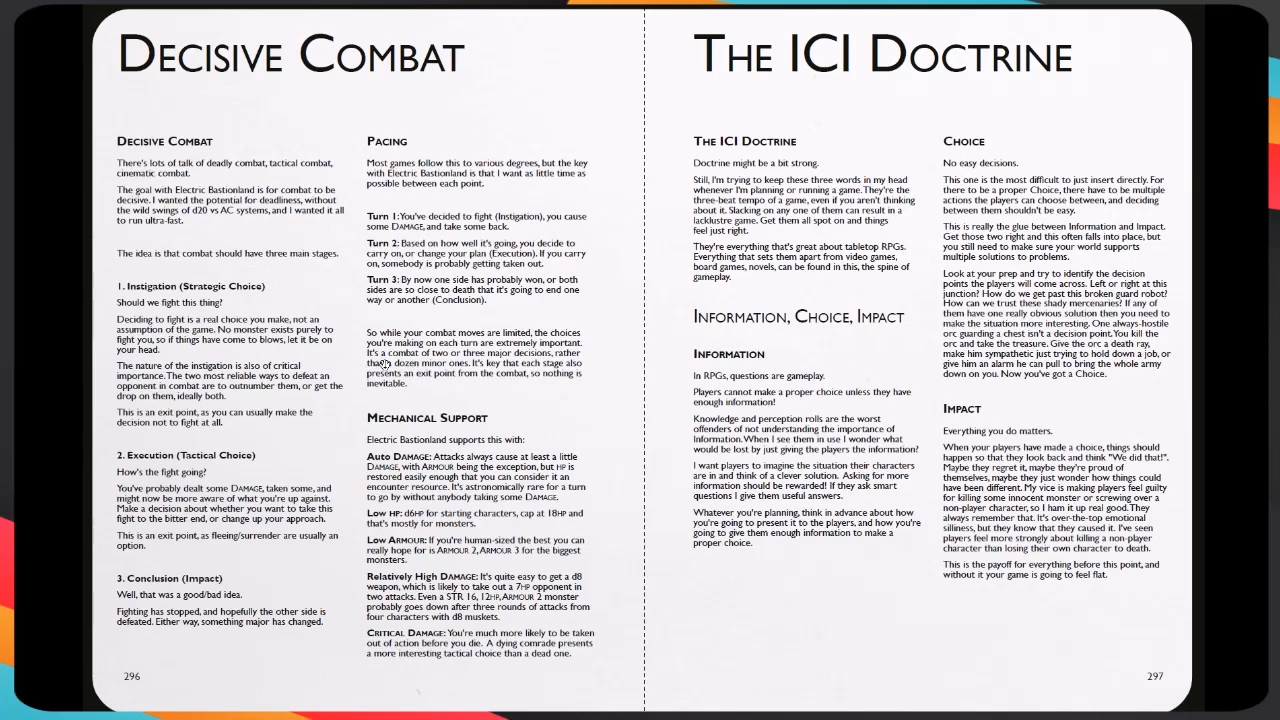 DECISIVE COMBAT
DECISIVE COMBAT
There's lots of talk of deadly combat, tactical combat,
cinematic combat.
The goal with Electric Bastionland is for combat to be
decisive. I wanted the potential for deadliness, without
the wild swings of d20 vs AC systems, and I wanted it all
to run ultra-fast.
The idea is that combat should have three main stages.
1. Instigation (Strategic Choice)
Should we fight this thing?
Deciding to fight is a real choice you make, not an
assumption of the game. No monster exists purely to
fight you, so if things have come to blows, let it be on
your head.
The nature of the instigation is also of critical
importance. The two most reliable ways to defeat an
opponent in combat are to outnumber them, or get the
drop on them, ideally both.
This is an exit point, as you can usually make the
decision not to fight at all.
2. Execution (Tactical Choice)
How's the fight going?
You've probably dealt some DAMAGE, taken some, and
might now be more aware of what you're up against.
Make a decision about whether you want to take this
fight to the bitter end, or change up your approach.
This is an exit point, as fleeing/surrender are usually an
option.
3. Conclusion (Impact)
Well, that was a good/bad idea.
Fighting has stopped, and hopefully the other side is
defeated. Either way, something major has changed.
296
PACING
Most games follow this to various degrees, but the key
with Electric Bastionland is that I want as little time as
possible between each point.
Turn 1: You've decided to fight (Instigation), you cause
some DAMAGE, and take some back.
Turn 2: Based on how well it's going, you decide to
carry on, or change your plan (Execution). If you carry
on, somebody is probably getting taken out.
Turn 3: By now one side has probably won, or both
sides are so close to death that it's going to end one
way or another (Conclusion).
So while your combat moves are limited, the choices
you're making on each turn are extremely important.
It's a combat of two or three major decisions, rather
than dozen minor ones. It's key that each stage also
presents an exit point from the combat, so nothing is
inevitable.
MECHANICAL SUPPORT
Electric Bastionland supports this with:
AUTO DAMAGE: Attacks always cause at least a little
DAMAGE, with ARMOUR being the exception, but HP is
restored easily enough that you can consider it an
encounter resource. It's astronomically rare for a turn
to go by without anybody taking some DAMAGE.
LOW HP: d6HP for starting characters, cap at 18HP and
that's mostly for monsters.
LOW ARMOUR: If you're human-sized the best you can
really hope for is ARMOUR 2, ARMOUR 3 for the biggest
monsters.
RELATIVELY HIGH DAMAGE: It's quite easy to get a d8
weapon, which is likely to take out a 7HP opponent in
two attacks. Even a STR 16, 12HP, ARMOUR 2 monster
probably goes down after three rounds of attacks from
four characters with d8 muskets.
CRITICAL DAMAGE: You're much more likely to be taken
out of action before you die. A dying comrade presents
a more interesting tactical choice than a dead one.
THE ICI DOCTRINE
THE ICI DOCTRINE
Doctrine might be a bit strong.
Still, I'm trying to keep these three words in my head
whenever I'm planning or running a game. They're the
three-beat tempo of a game, even if you aren't thinking
about it. Slacking on any one of them can result in a
lacklustre game. Get them all spot on and things
feel just right.
They're everything that's great about tabletop RPGs.
Everything that sets them apart from video games,
board games, novels, can be found in this, the spine of
gameplay.
INFORMATION, CHOICE, IMPACT
INFORMATION
In RPGs, questions are gameplay.
Players cannot make a proper choice unless they have
enough information!
Knowledge and perception rolls are the worst
offenders of not understanding the importance of
Information. When I see them in use I wonder what
would be lost by just giving the players the information?
I want players to imagine the situation their characters
are in and think of a clever solution. Asking for more
information should be rewarded! If they ask smart
questions I give them useful answers.
Whatever you're planning, think in advance about how
you're going to present it to the players, and how you're
going to give them enough information to make a
proper choice.
CHOICE
No easy decisions.
This one is the most difficult to just insert directly. For
there to be a proper Choice, there have to be multiple
actions the players can choose between, and deciding
between them shouldn't be easy.
This is really the glue between Information and Impact.
Get those two right and this often falls into place, but
you still need to make sure your world supports
multiple solutions to problems.
Look at your prep and try to identify the decision
points the players will come across. Left or right at this
junction? How do we get past this broken guard robot?
How can we trust these shady mercenaries? If any of
them have one really obvious solution then you need to
make the situation more interesting. One always-hostile
orc guarding a chest isn't a decision point. You kill the
orc and take the treasure. Give the orc a death ray,
make him sympathetic just trying to hold down a job, or
give him an alarm he can pull to bring the whole army
down on you. Now you've got a Choice.
IMPACT
Everything you do matters.
When your players have made a choice, things should
happen so that they look back and think "We did that!".
Maybe they regret it, maybe they're proud of
themselves, maybe they just wonder how things could
have been different. My vice is making players feel guilty
for killing some innocent monster or screwing over a
non-player character, so I ham it up real good. They
always remember that. It's over-the-top emotional
silliness, but they know that they caused it. I've seen
players feel more strongly about killing a non-player
character than losing their own character to death.
This is the payoff for everything before this point, and
without it your game is going to feel flat.
297